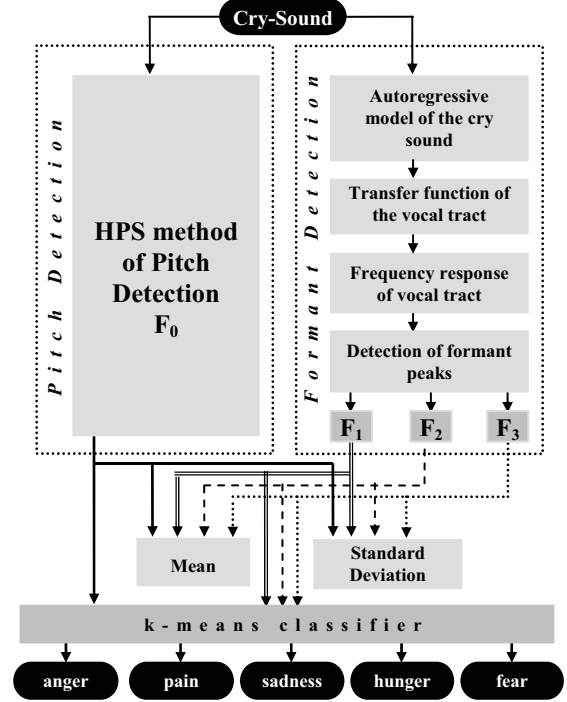 Cry-Sound
Pitch Detection
HPS method
of Pitch
Detection
F₀
Formant Detection
Autoregressive
model of the cry
sound
Transfer function of
the vocal tract
Frequency response
of vocal tract
Detection of formant
peaks
F₁
F₂
F₃
Mean
Standard
Deviation
k-means classifier
anger
pain
sadness
hunger
fear